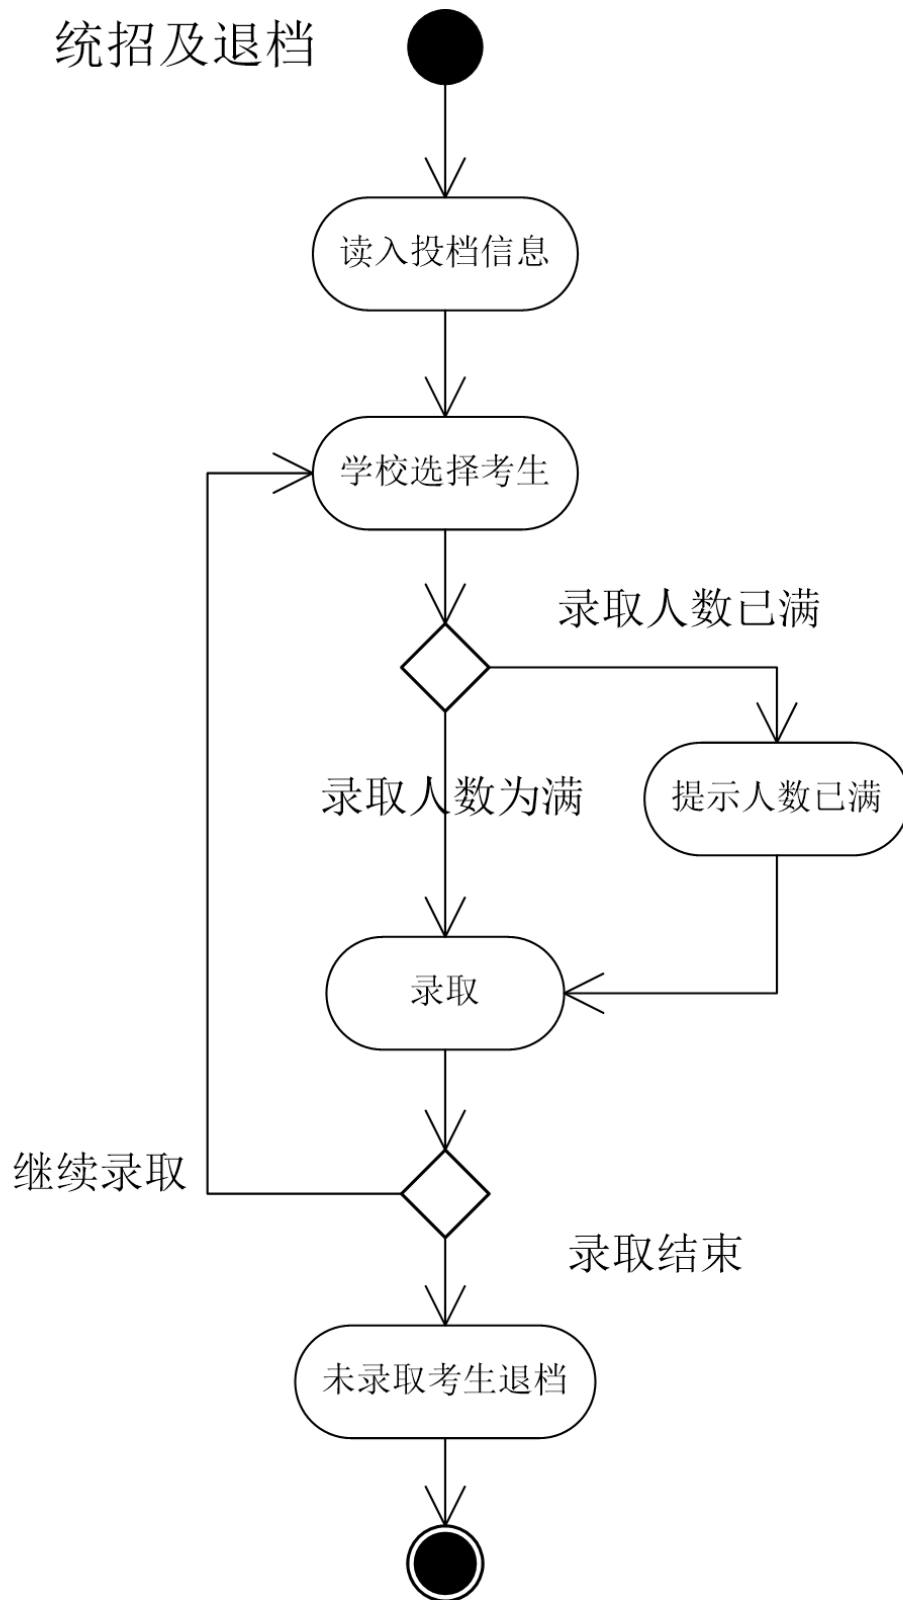 统招及退档
读入投档信息
学校选择考生
录取人数已满
录取人数为满
提示人数已满
录取
继续录取
录取结束
未录取考生退档